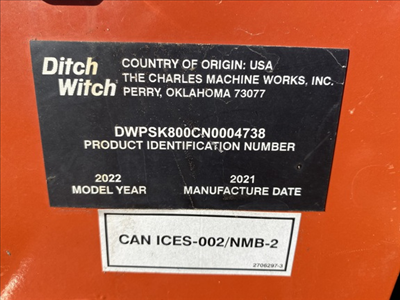 Ditch Witch
COUNTRY OF ORIGIN: USA
THE CHARLES MACHINE WORKS, INC.
PERRY, OKLAHOMA 73077
DWPSK800CN0004738
PRODUCT IDENTIFICATION NUMBER
2022
MODEL YEAR
2021
MANUFACTURE DATE
CAN ICES-002/NMB-2
2706297-3